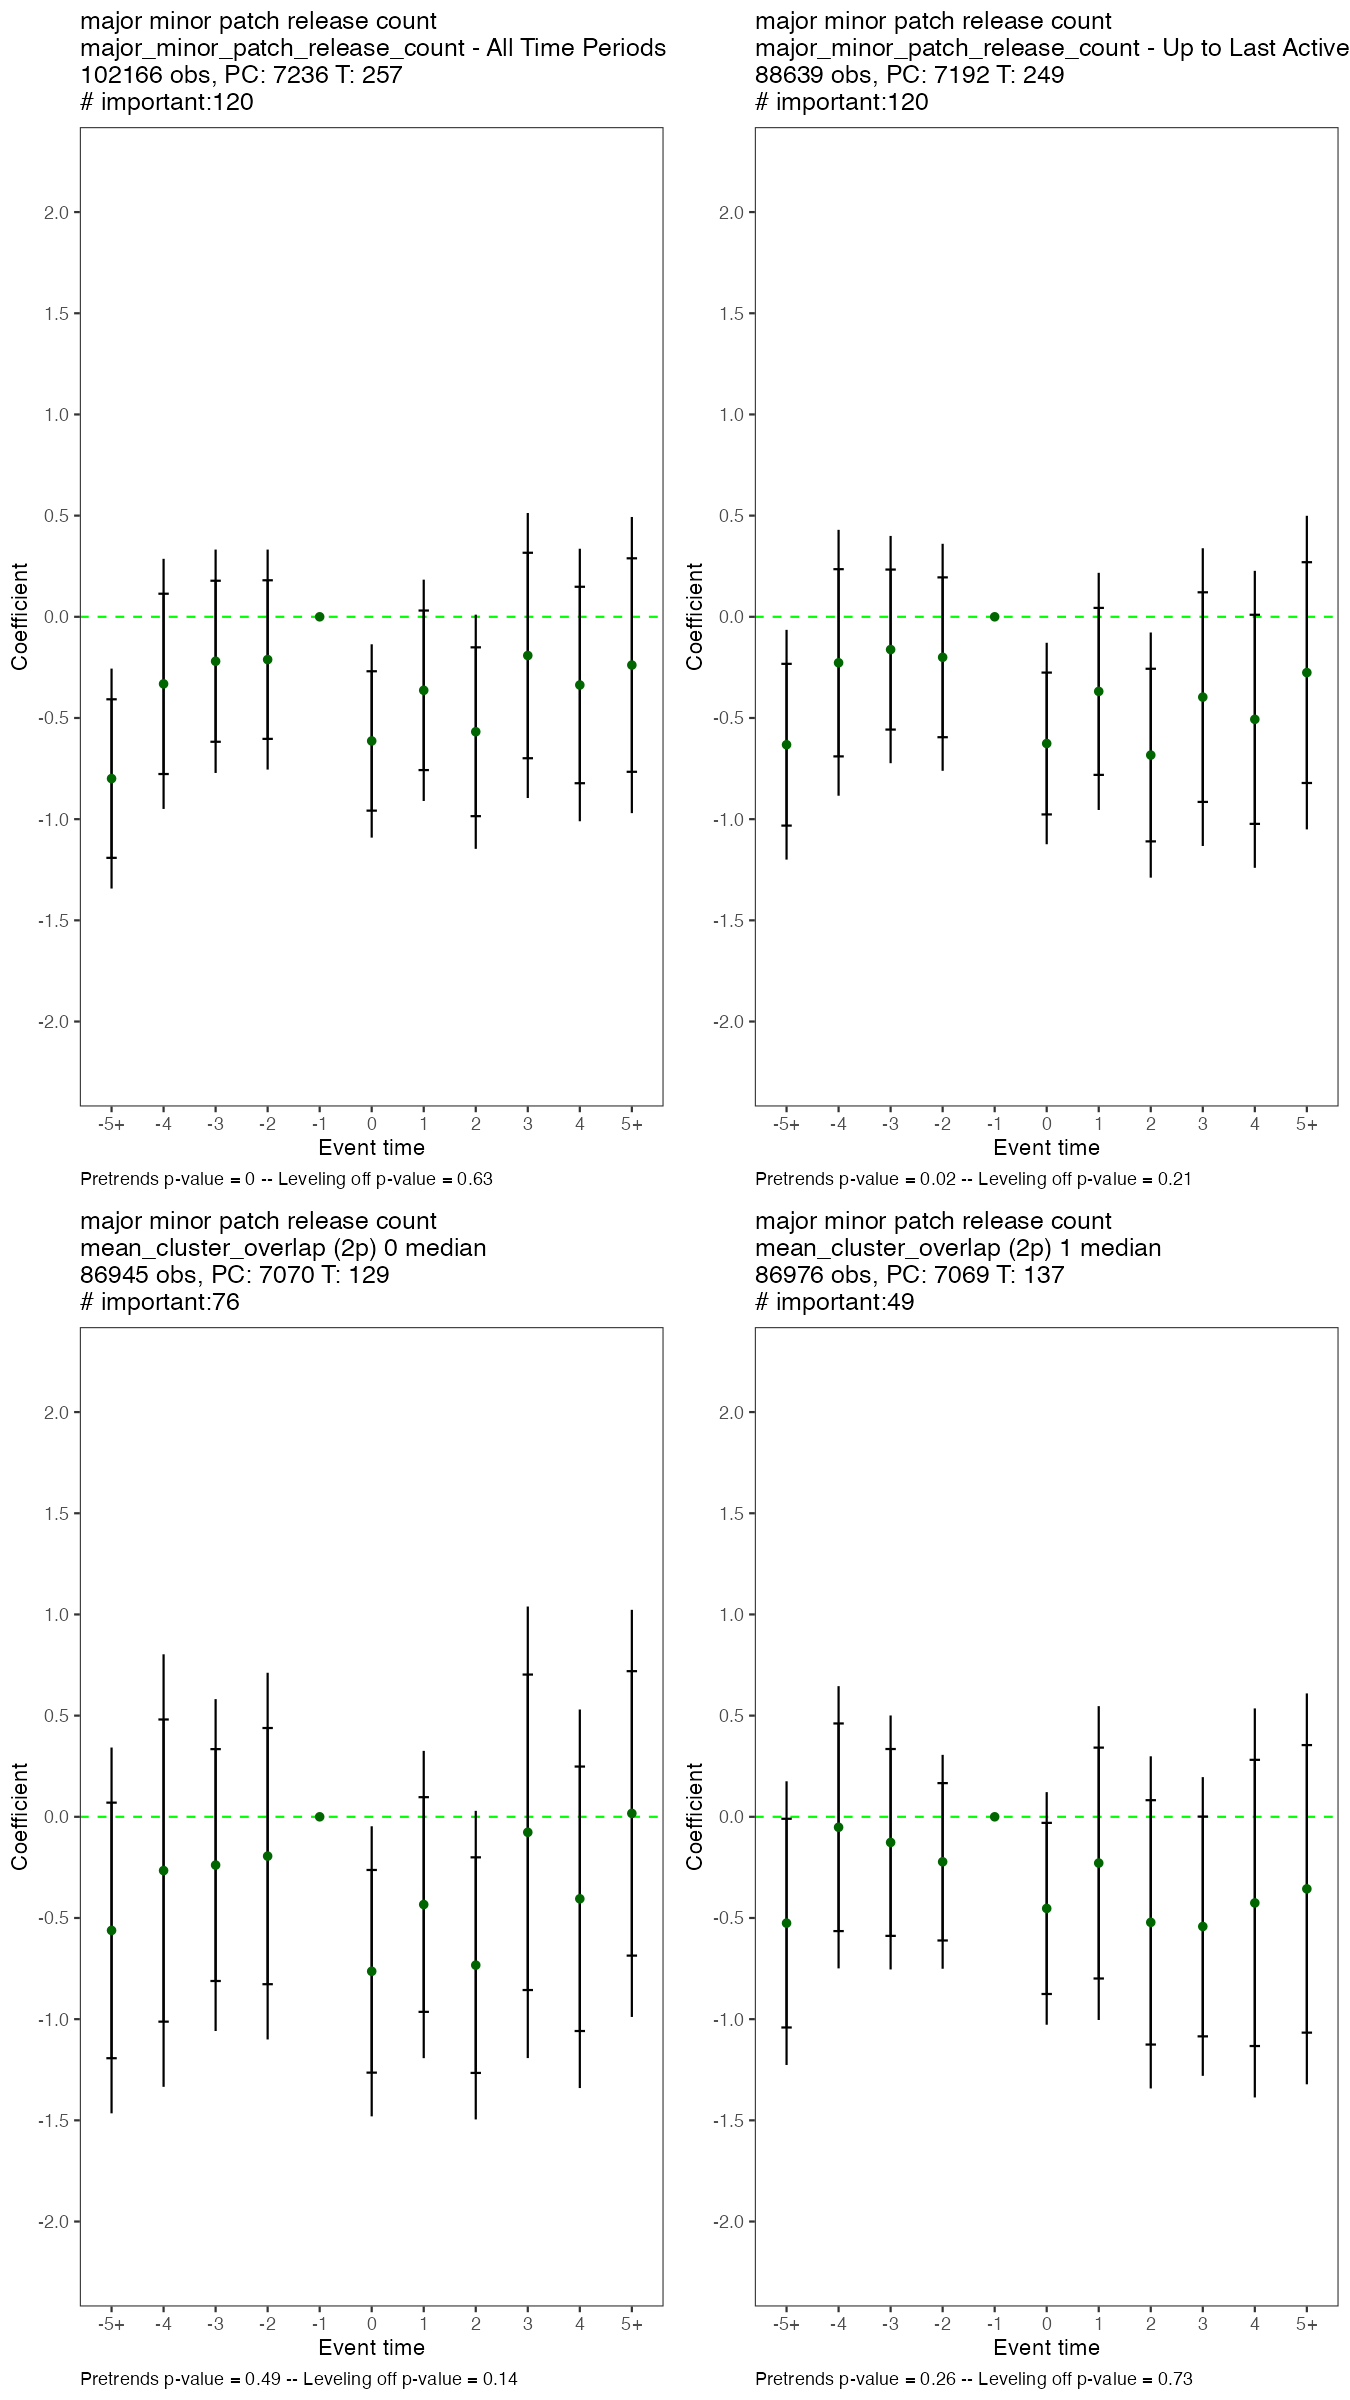 major minor patch release count
major_minor_patch_release_count - All Time Periods
102166 obs, PC: 7236 T: 257
# important:120
Coefficient
2.0
1.5
1.0
0.5
0.0
-0.5
-1.0
-1.5
-2.0
-5+ -4 -3 -2 -1 0 1 2 3 4 5+
Event time
Pretrends p-value = 0 -- Leveling off p-value = 0.63
major minor patch release count
major_minor_patch_release_count - Up to Last Active
88639 obs, PC: 7192 T: 249
# important:120
Coefficient
2.0
1.5
1.0
0.5
0.0
-0.5
-1.0
-1.5
-2.0
-5+ -4 -3 -2 -1 0 1 2 3 4 5+
Event time
Pretrends p-value = 0.02 -- Leveling off p-value = 0.21
major minor patch release count
mean_cluster_overlap (2p) 0 median
86945 obs, PC: 7070 T: 129
# important:76
Coefficient
2.0
1.5
1.0
0.5
0.0
-0.5
-1.0
-1.5
-2.0
-5+ -4 -3 -2 -1 0 1 2 3 4 5+
Event time
Pretrends p-value = 0.49 -- Leveling off p-value = 0.14
major minor patch release count
mean_cluster_overlap (2p) 1 median
86976 obs, PC: 7069 T: 137
# important:49
Coefficient
2.0
1.5
1.0
0.5
0.0
-0.5
-1.0
-1.5
-2.0
-5+ -4 -3 -2 -1 0 1 2 3 4 5+
Event time
Pretrends p-value = 0.26 -- Leveling off p-value = 0.73